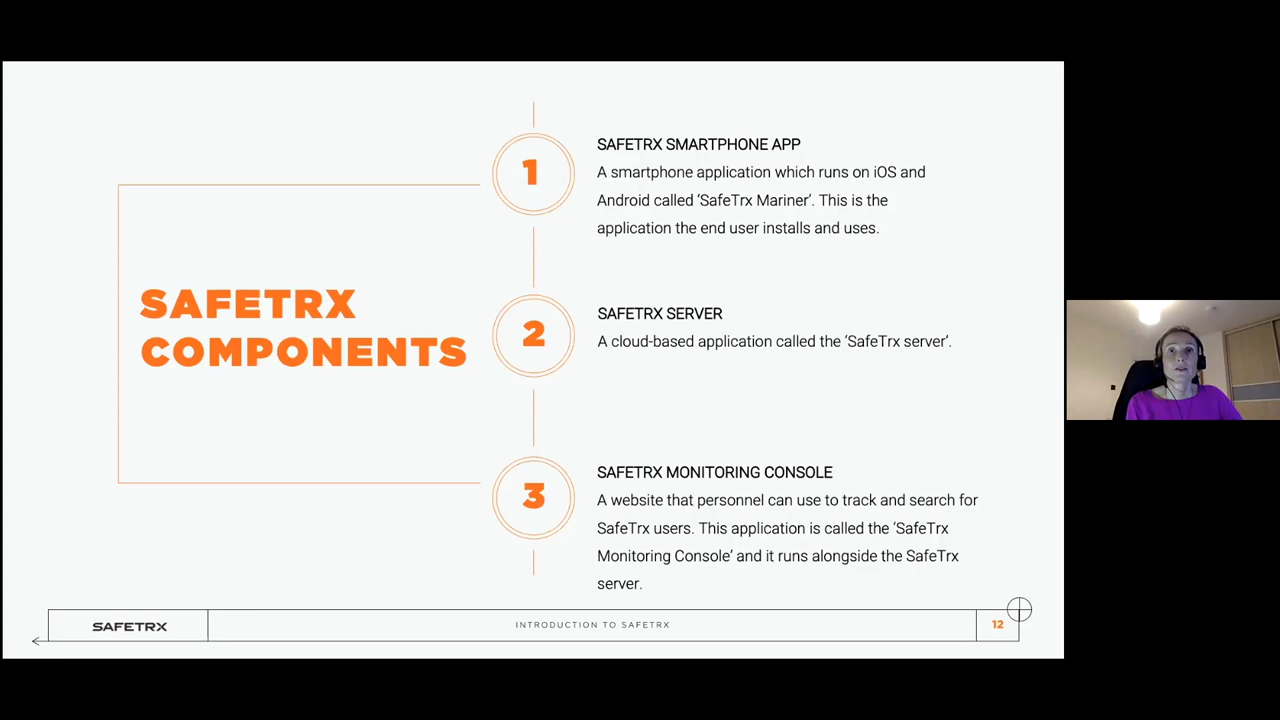 SAFETRX
COMPONENTS
1
SAFETRX SMARTPHONE APP
A smartphone application which runs on iOS and
Android called ‘SafeTrx Mariner’. This is the
application the end user installs and uses.
2
SAFETRX SERVER
A cloud-based application called the ‘SafeTrx server’.
3
SAFETRX MONITORING CONSOLE
A website that personnel can use to track and search for
SafeTrx users. This application is called the ‘SafeTrx
Monitoring Console’ and it runs alongside the SafeTrx
server.
SAFETRX
INTRODUCTION TO SAFETRX
12